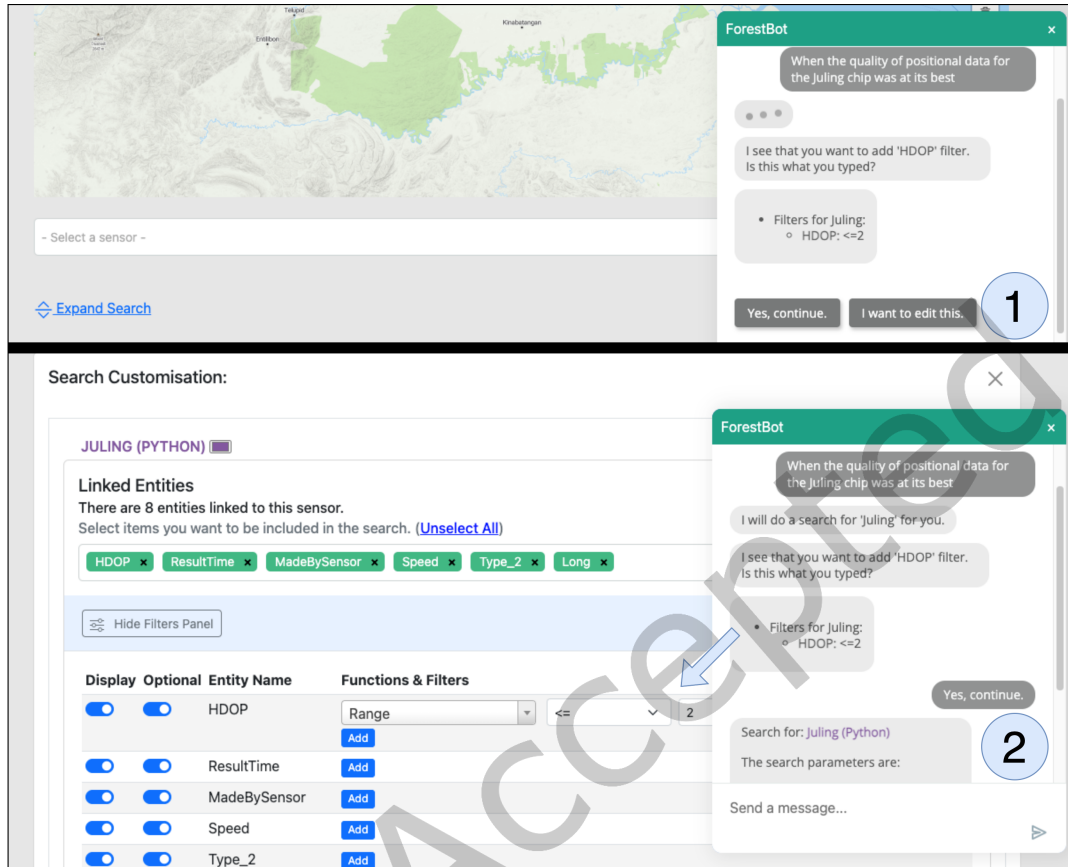 Telupid
Kinabatangan
Entilibon
- Select a sensor -
Expand Search
ForestBot
×
When the quality of positional data for
the Juling chip was at its best
I see that you want to add 'HDOP' filter.
Is this what you typed?
• Filters for Juling:
○ HDOP: <=2
Yes, continue.
I want to edit this.
1
Search Customisation:
×
JULING (PYTHON)
Linked Entities
There are 8 entities linked to this sensor.
Select items you want to be included in the search. (Unselect All)
HDOP × ResultTime × MadeBySensor × Speed × Type_2 × Long ×
Hide Filters Panel
Display Optional Entity Name Functions & Filters
HDOP Range <= 2
Add
ResultTime Add
MadeBySensor Add
Speed Add
Type_2 Add
ForestBot
×
When the quality of positional data for
the Juling chip was at its best
I will do a search for 'Juling' for you.
I see that you want to add 'HDOP' filter.
Is this what you typed?
• Filters for Juling:
○ HDOP: <=2
Yes, continue.
Search for: Juling (Python)
The search parameters are:
2
Send a message...
Accepted